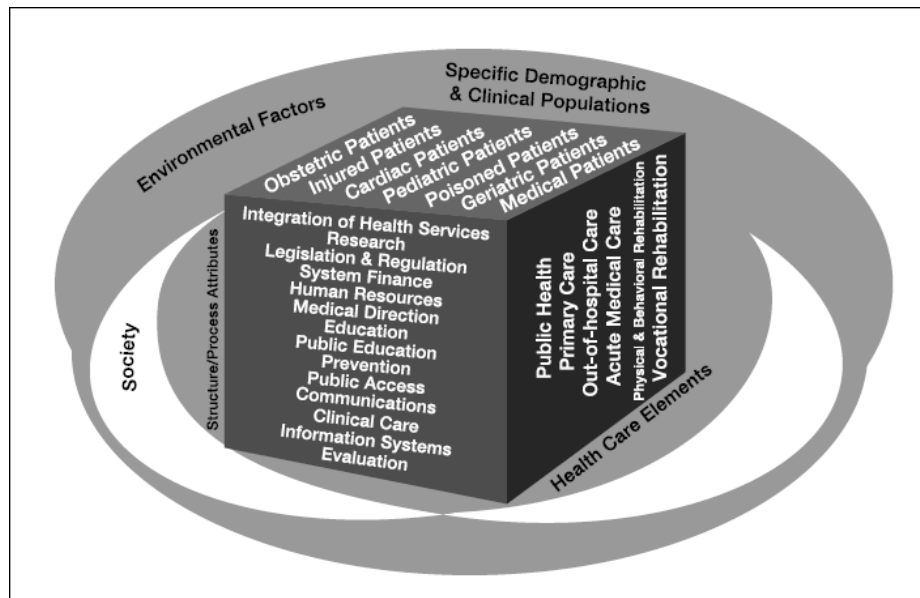 Specific Demographic
& Clinical Populations
Environmental Factors
Obstetric Patients
Injured Patients
Cardiac Patients
Pediatric Patients
Poisoned Patients
Geriatric Patients
Medical Patients
Society
Structure/Process Attributes
Integration of Health Services
Research
Legislation & Regulation
System Finance
Human Resources
Medical Direction
Education
Public Education
Prevention
Public Access
Communications
Clinical Care
Information Systems
Evaluation
Public Health
Primary Care
Out-of-hospital Care
Acute Medical Care
Physical & Behavioral Rehabilitation
Vocational Rehabilitation
Health Care Elements